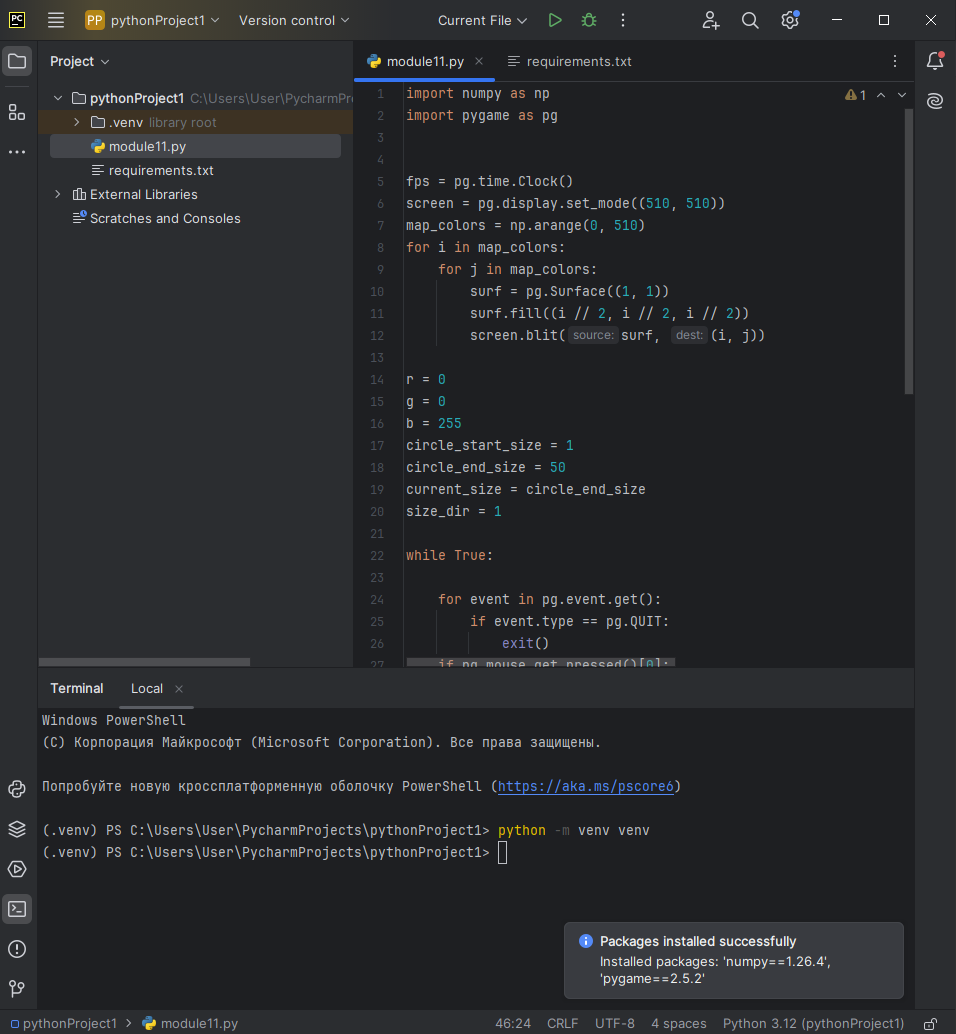 PC
PP pythonProject1 Version control Current File
Project
pythonProject1 C:\Users\User\PycharmPr
.venv library root
module11.py
requirements.txt
External Libraries
Scratches and Consoles
module11.py requirements.txt
1 import numpy as np
1
2 import pygame as pg
3
4
5 fps = pg.time.Clock()
6 screen = pg.display.set_mode((510, 510))
7 map_colors = np.arange(0, 510)
8 for i in map_colors:
9 for j in map_colors:
10 surf = pg.Surface((1, 1))
11 surf.fill((i // 2, i // 2, i // 2))
12 screen.blit( source: surf, dest: (i, j))
13
14 r = 0
15 g = 0
16 b = 255
17 circle_start_size = 1
18 circle_end_size = 50
19 current_size = circle_end_size
20 size_dir = 1
21
22 while True:
23
24 for event in pg.event.get():
25 if event.type == pg.QUIT:
26 exit()
27 if pg.mouse.get_pressed()[0]:
Terminal Local
Windows PowerShell
(C) Корпорация Майкрософт (Microsoft Corporation). Все права защищены.
Попробуйте новую кроссплатформенную оболочку PowerShell (https://aka.ms/pscore6)
(.venv) PS C:\Users\User\PycharmProjects\pythonProject1> python -m venv venv
(.venv) PS C:\Users\User\PycharmProjects\pythonProject1>
Packages installed successfully
Installed packages: 'numpy==1.26.4',
'pygame==2.5.2'
pythonProject1 module11.py 46:24 CRLF UTF-8 4 spaces Python 3.12 (pythonProject1)